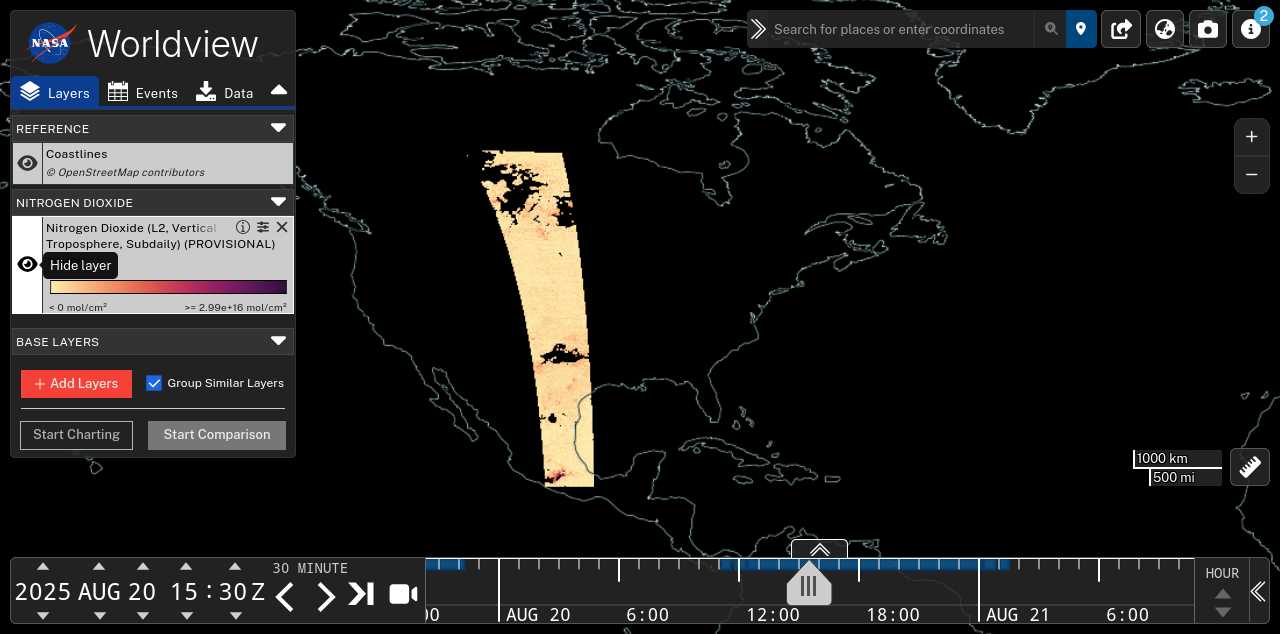 NASA
Worldview
Layers
Events
Data
REFERENCE
Coastlines
© OpenStreetMap contributors
NITROGEN DIOXIDE
Nitrogen Dioxide (L2, Vertical
Troposphere, Subdaily) (PROVISIONAL)
Hide layer
< 0 mol/cm²
>= 2.99e+16 mol/cm²
BASE LAYERS
+ Add Layers
Group Similar Layers
Start Charting
Start Comparison
Search for places or enter coordinates
2
+
−
1000 km
500 mi
2025 AUG 20 15 : 30 Z
30 MINUTE
00
AUG 20
6:00
12:00
18:00
AUG 21
6:00
HOUR